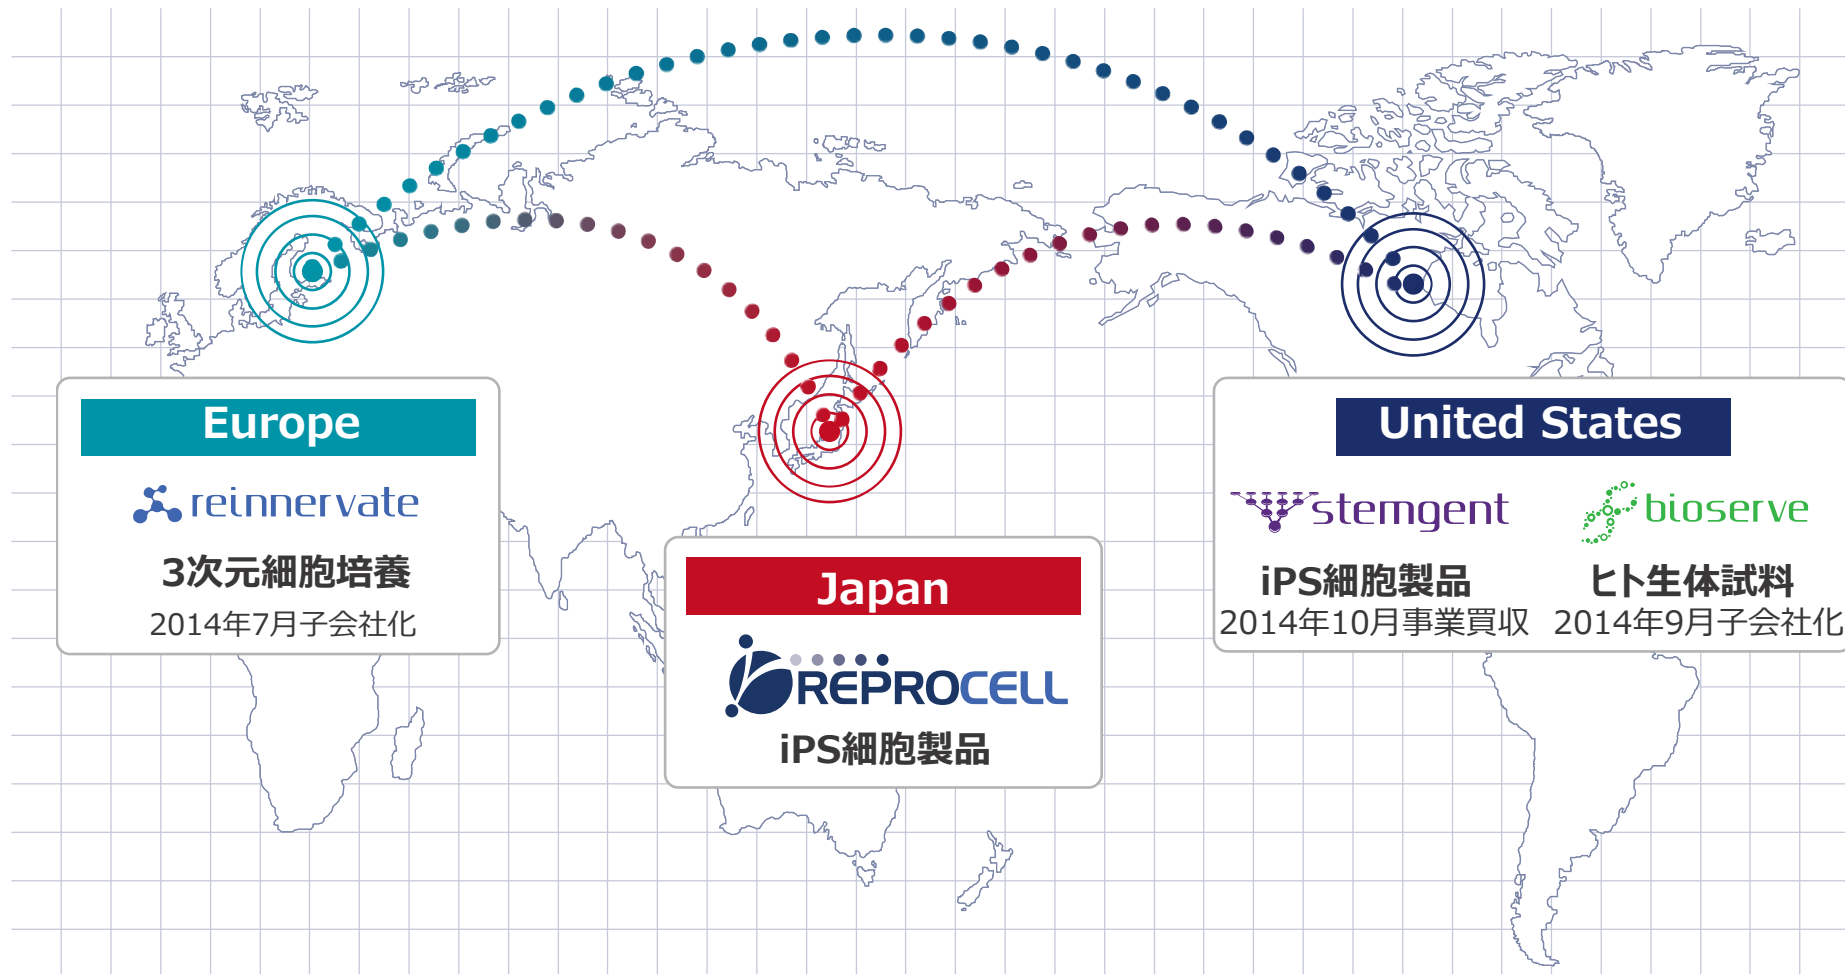 Europe
reinnervate
3次元細胞培養
2014年7月子会社化
Japan
REPROCELL
iPS細胞製品
United States
stemgent
iPS細胞製品
2014年10月事業買収
bioserve
ヒト生体試料
2014年9月子会社化